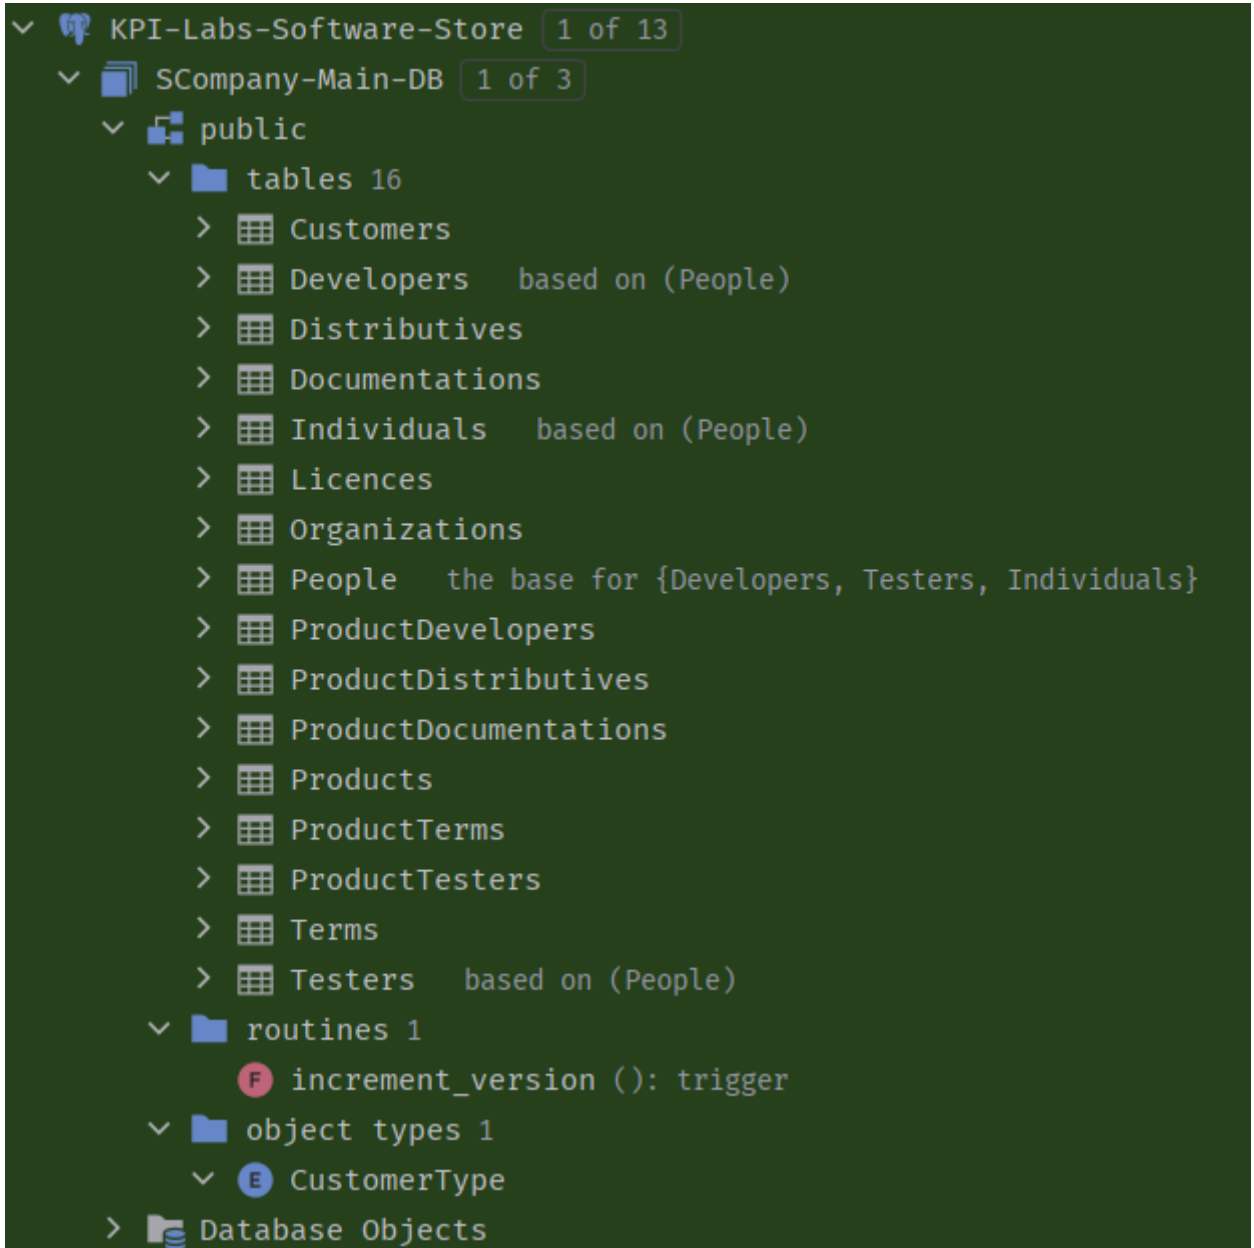 KPI-Labs-Software-Store 1 of 13
SCompany-Main-DB 1 of 3
public
tables 16
Customers
Developers based on (People)
Distributives
Documentations
Individuals based on (People)
Licences
Organizations
People the base for {Developers, Testers, Individuals}
ProductDevelopers
ProductDistributives
ProductDocumentations
Products
ProductTerms
ProductTesters
Terms
Testers based on (People)
routines 1
F increment_version (): trigger
object types 1
E CustomerType
Database Objects